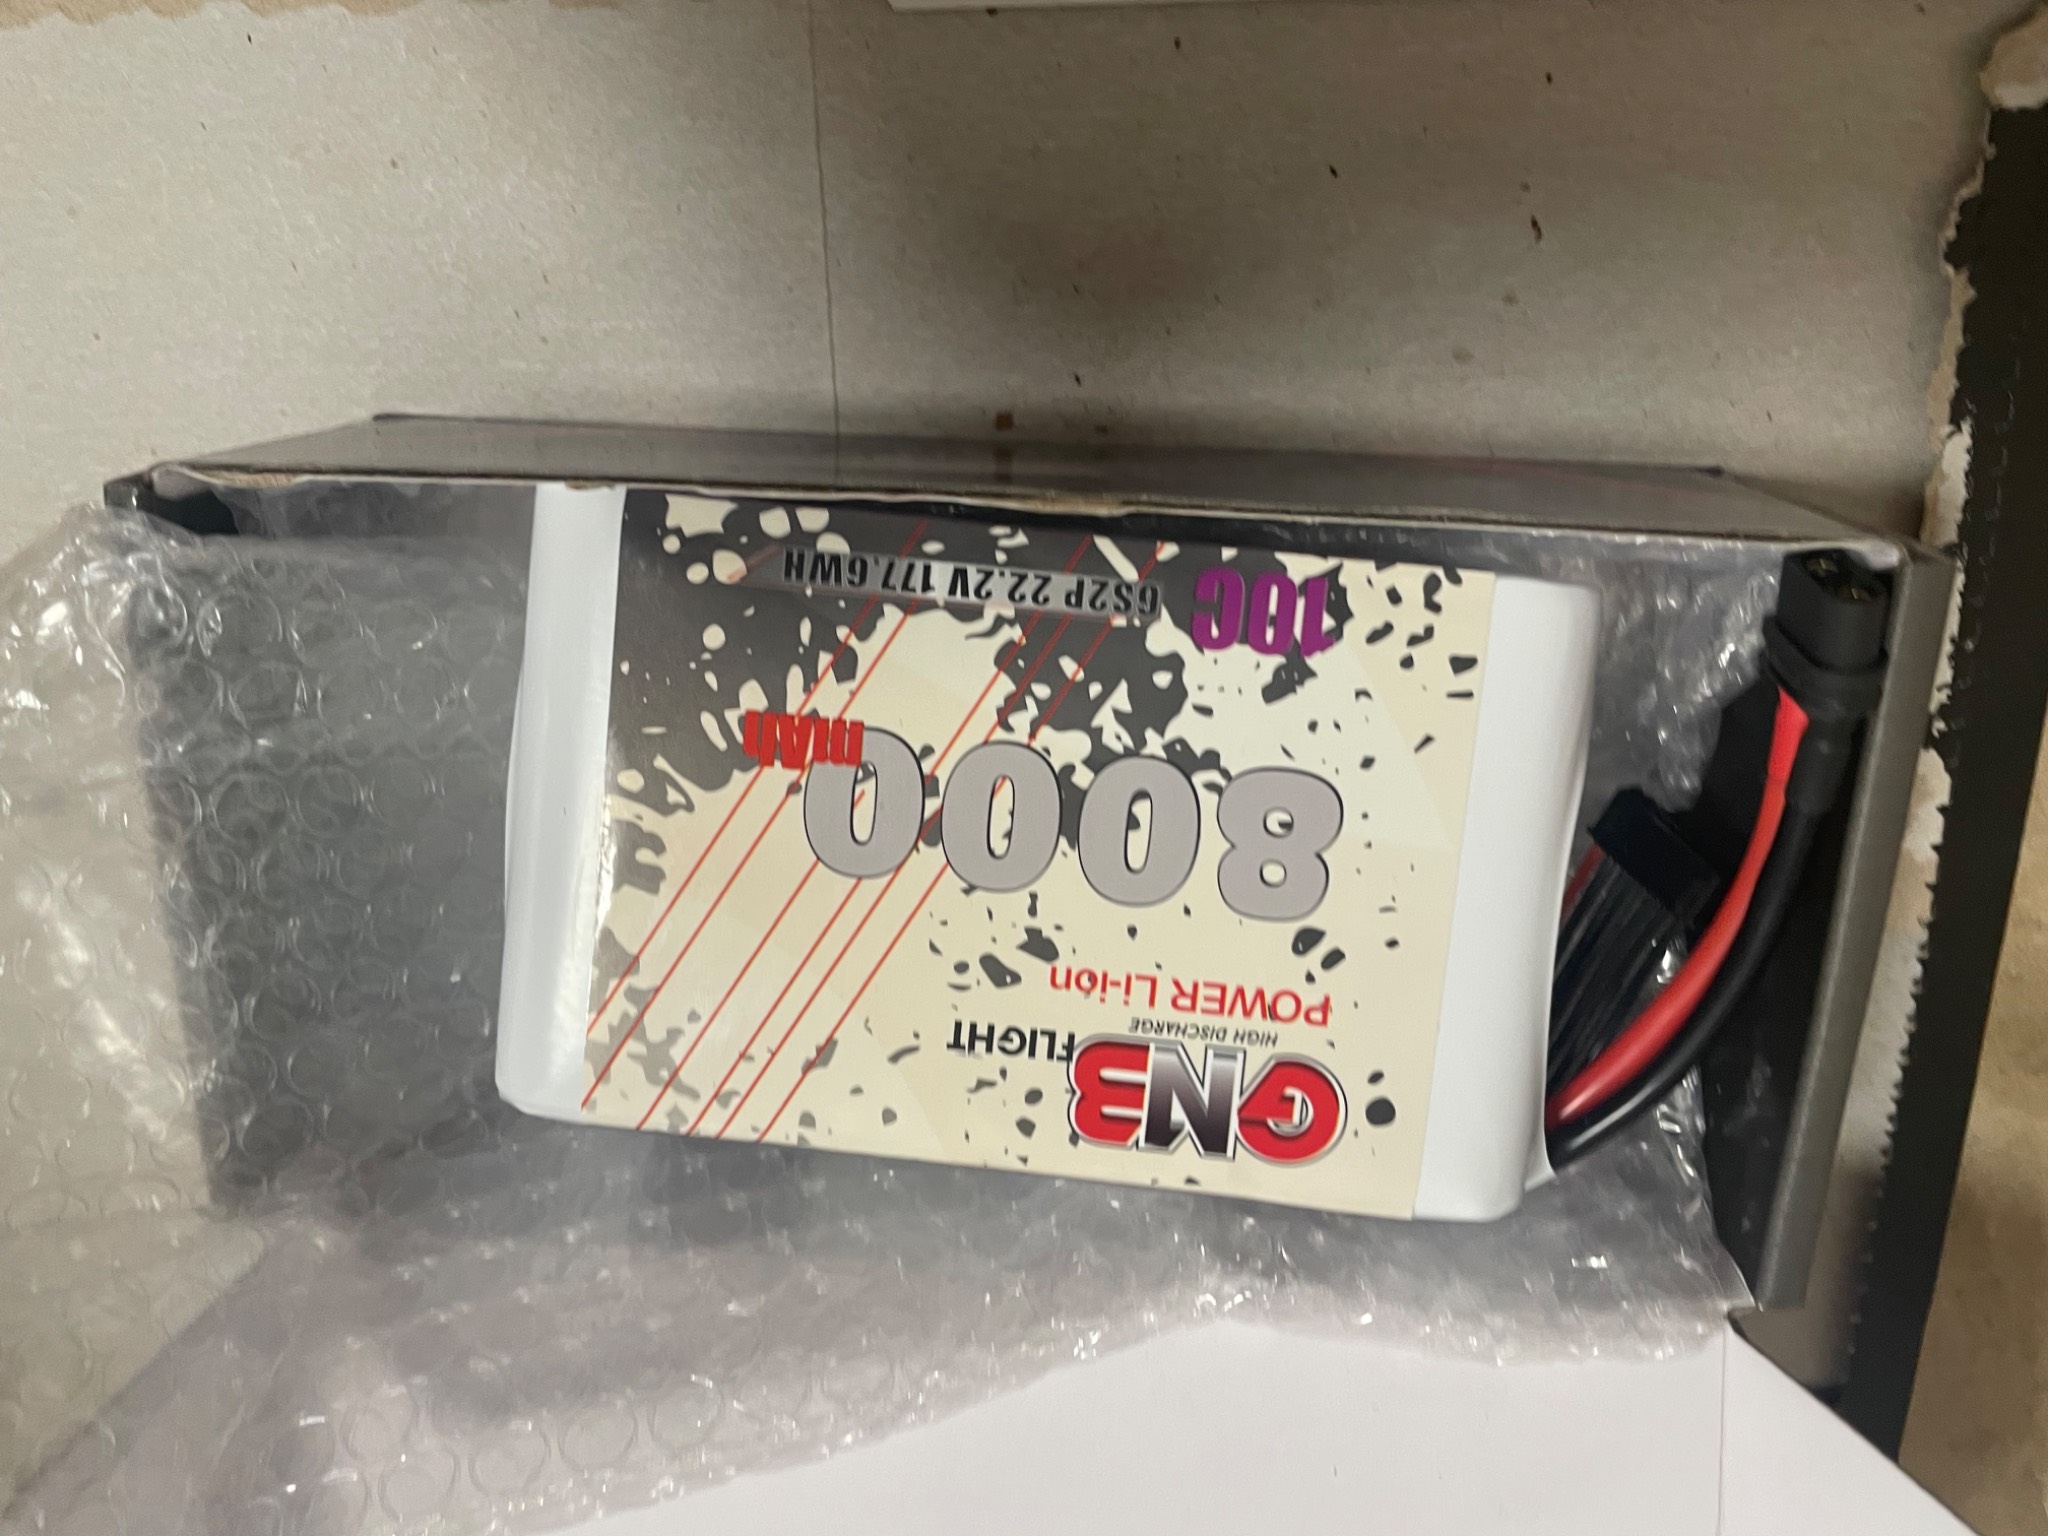 GNB FLIGHT
HIGH DISCHARGE
POWER Li-ion
8000 mAh
10C 6S2P 22.2V 177.6WH